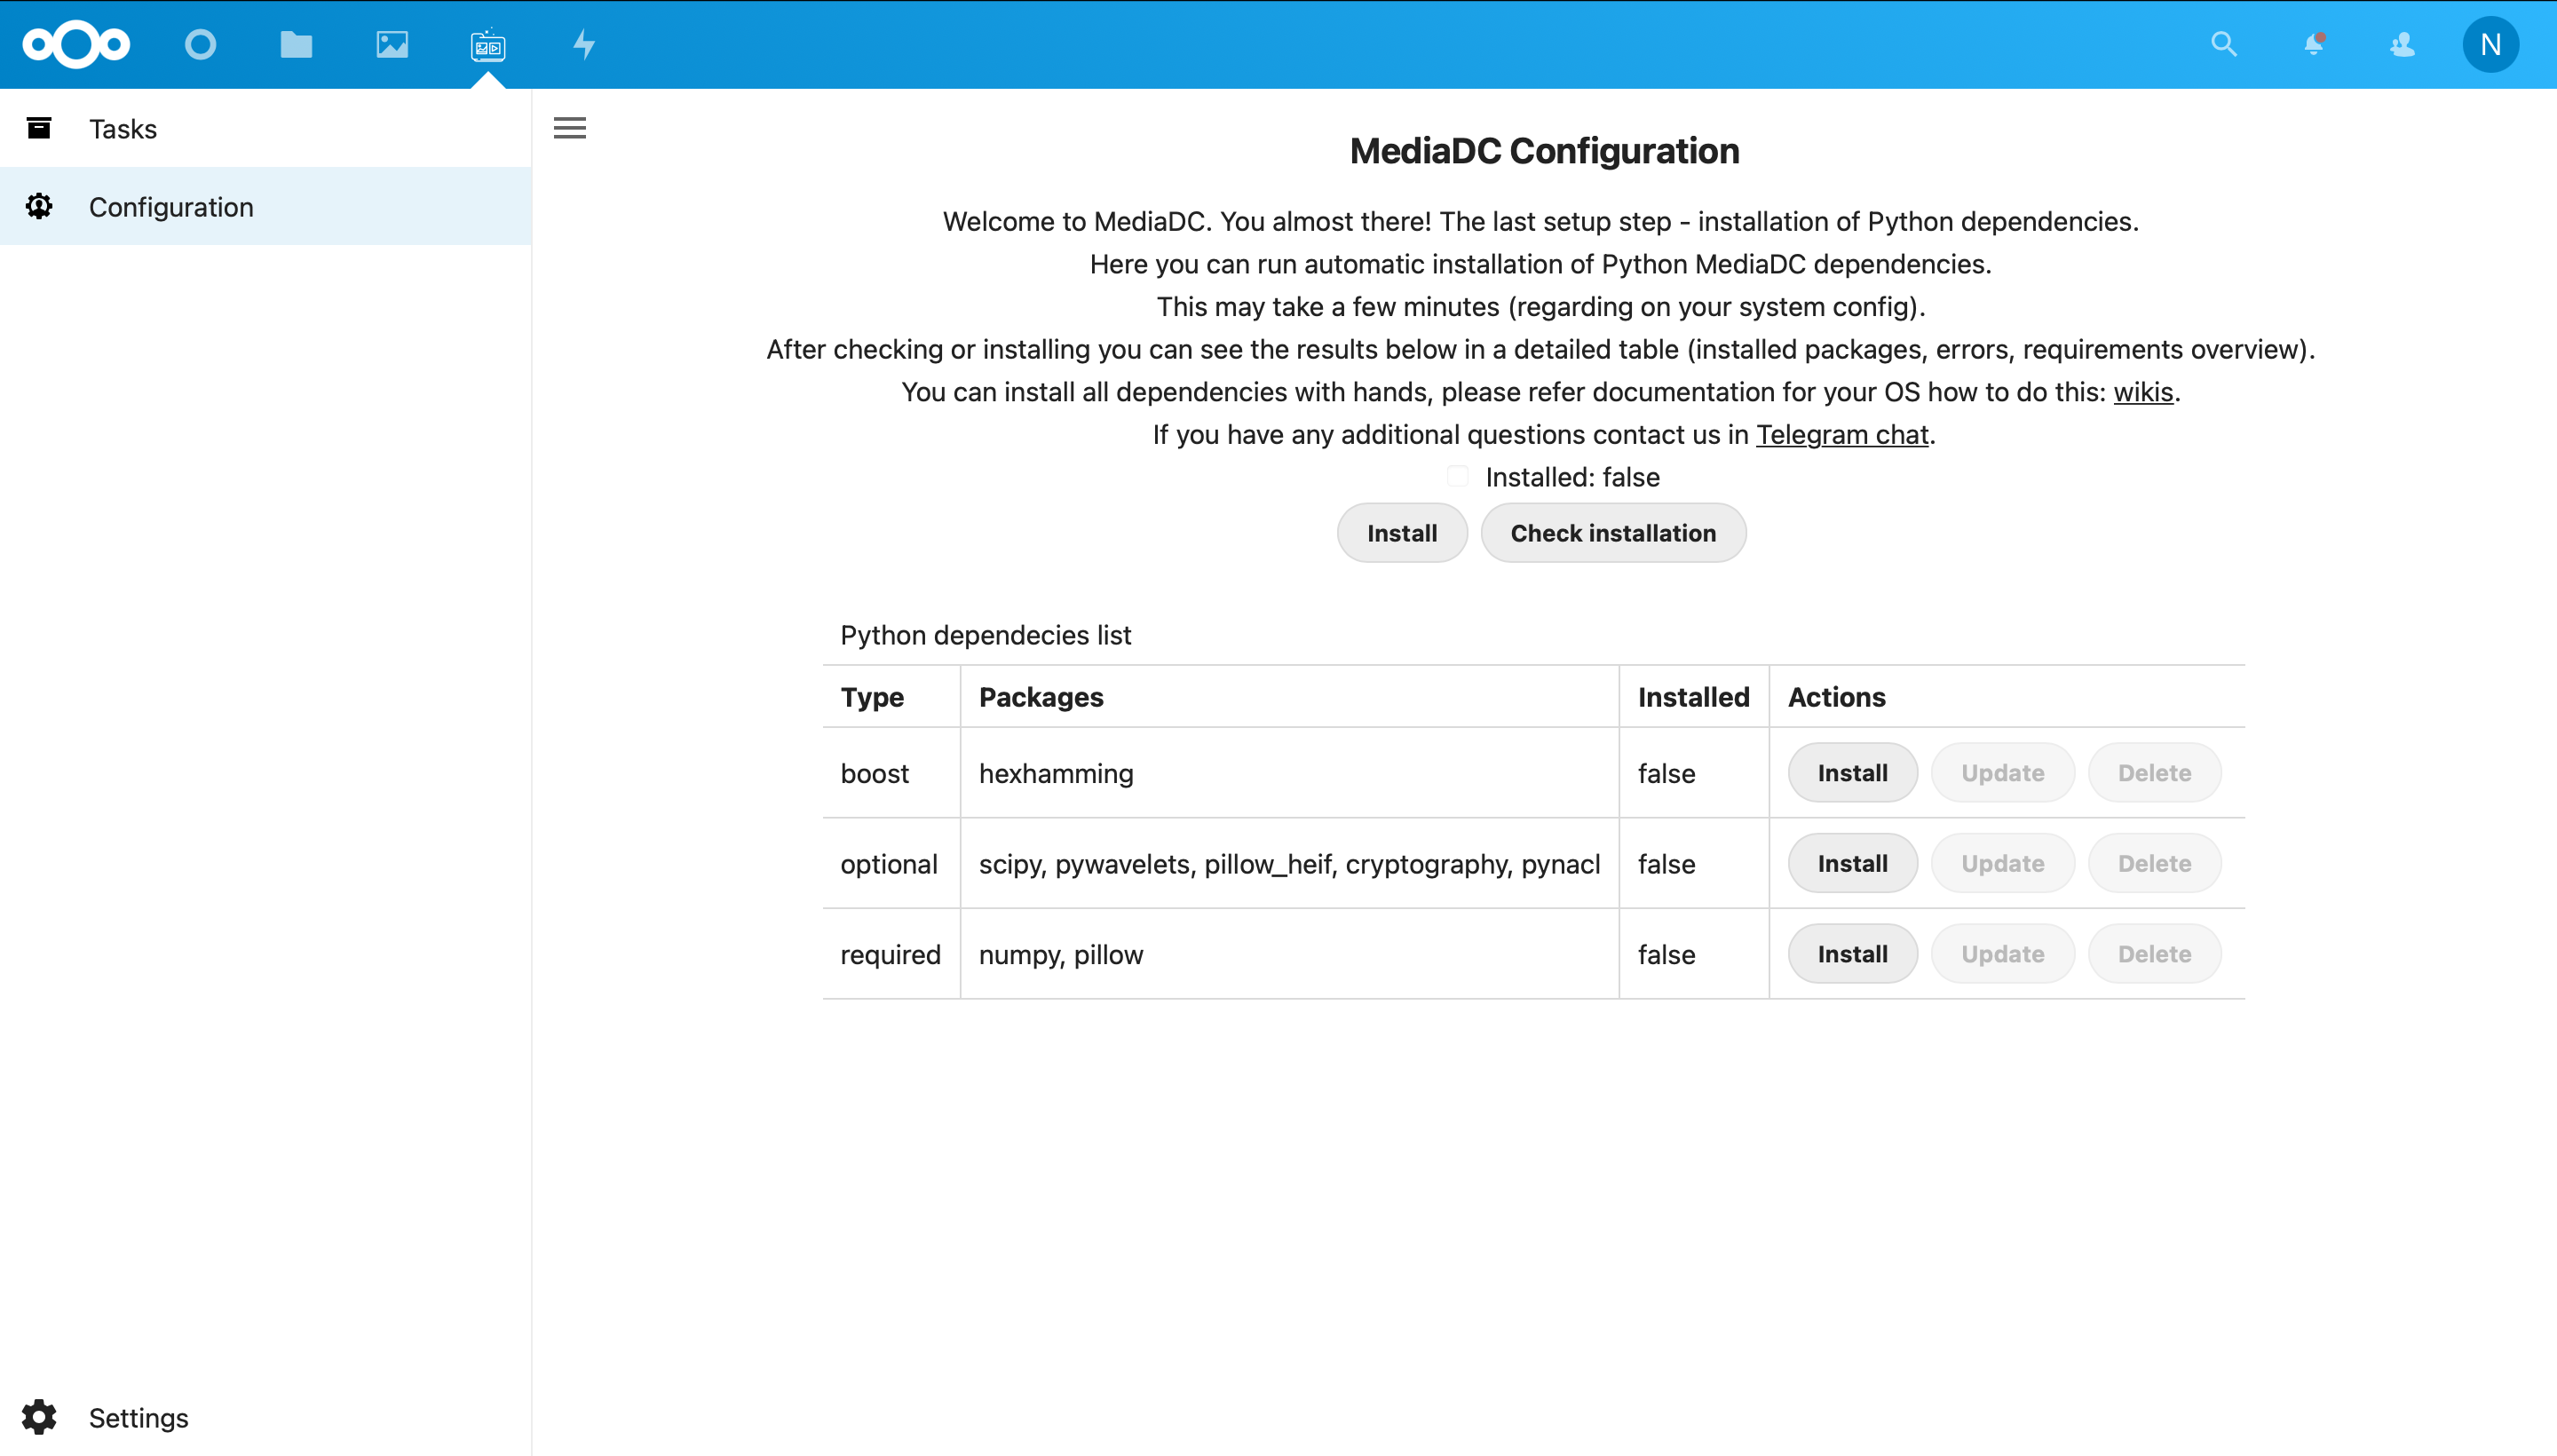 N
Tasks
Configuration
MediaDC Configuration
Welcome to MediaDC. You almost there! The last setup step - installation of Python dependencies.
Here you can run automatic installation of Python MediaDC dependencies.
This may take a few minutes (regarding on your system config).
After checking or installing you can see the results below in a detailed table (installed packages, errors, requirements overview).
You can install all dependencies with hands, please refer documentation for your OS how to do this: wikis.
If you have any additional questions contact us in Telegram chat.
Installed: false
Install Check installation
Python dependecies list
Type Packages Installed Actions
boost hexhamming false Install Update Delete
optional scipy, pywavelets, pillow_heif, cryptography, pynacl false Install Update Delete
required numpy, pillow false Install Update Delete
Settings